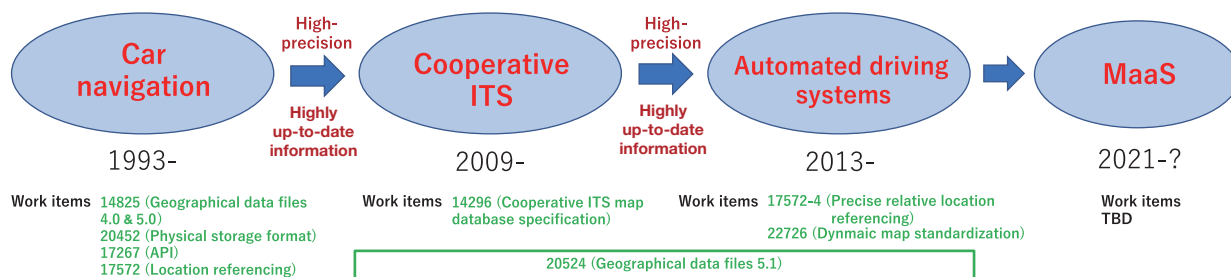 Car
navigation
High-
precision
Highly
up-to-date
information
Cooperative
ITS
High-
precision
Highly
up-to-date
information
Automated driving
systems
MaaS
1993-
2009-
2013-
2021-?
Work items 14825 (Geographical data files
4.0 & 5.0)
20452 (Physical storage format)
17267 (API)
17572 (Location referencing)
Work items 14296 (Cooperative ITS map
database specification)
Work items 17572-4 (Precise relative location
referencing)
22726 (Dynmaic map standardization)
Work items
TBD
20524 (Geographical data files 5.1)